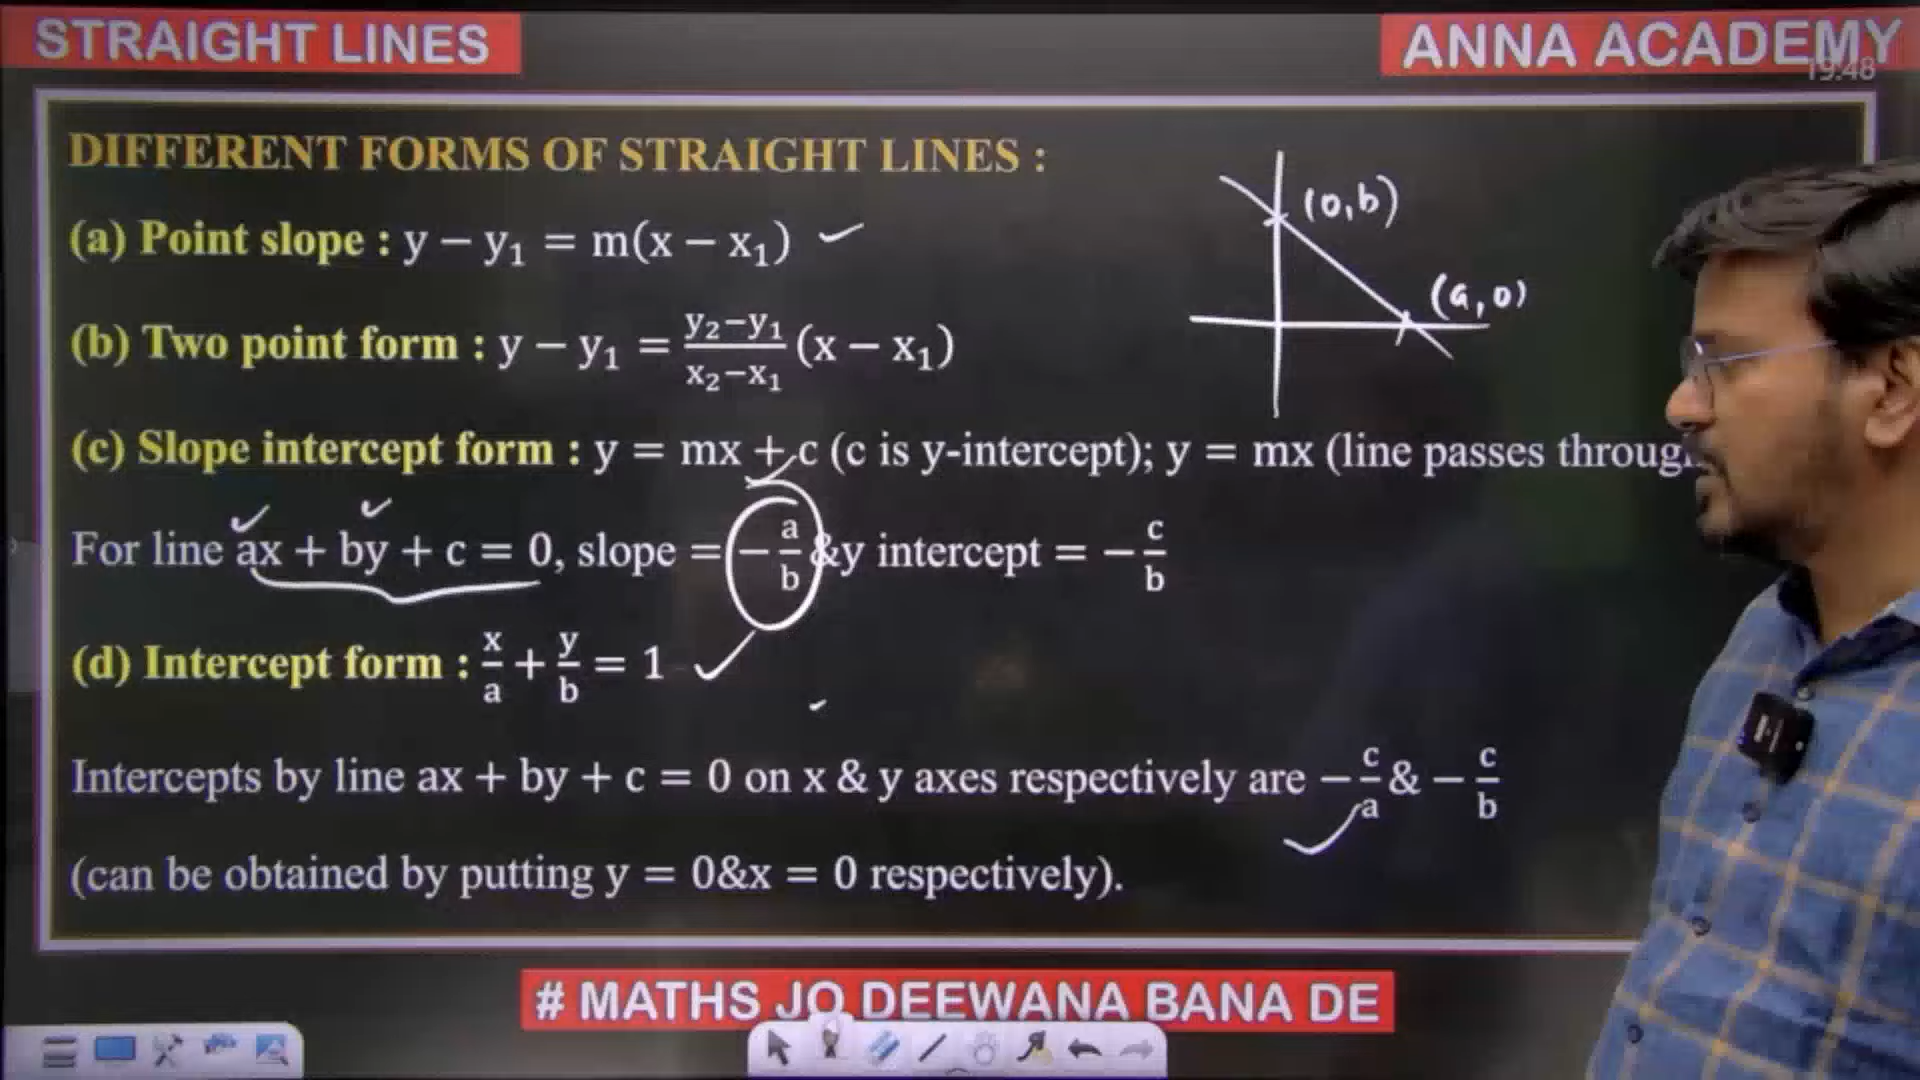 STRAIGHT LINES
ANNA ACADEMY
19:48
DIFFERENT FORMS OF STRAIGHT LINES :
(a) Point slope : y − y₁ = m(x − x₁)
(b) Two point form : y − y₁ = (y₂−y₁)/(x₂−x₁) (x − x₁)
(0,b)
(a,0)
(c) Slope intercept form : y = mx + c (c is y-intercept); y = mx (line passes
For line ax + by + c = 0, slope = −a/b &y intercept = −c/b
(d) Intercept form : x/a + y/b = 1
Intercepts by line ax + by + c = 0 on x & y axes respectively are −c/a & −c/b
(can be obtained by putting y = 0&x = 0 respectively).
# MATHS JO DEEWANA BANA DE